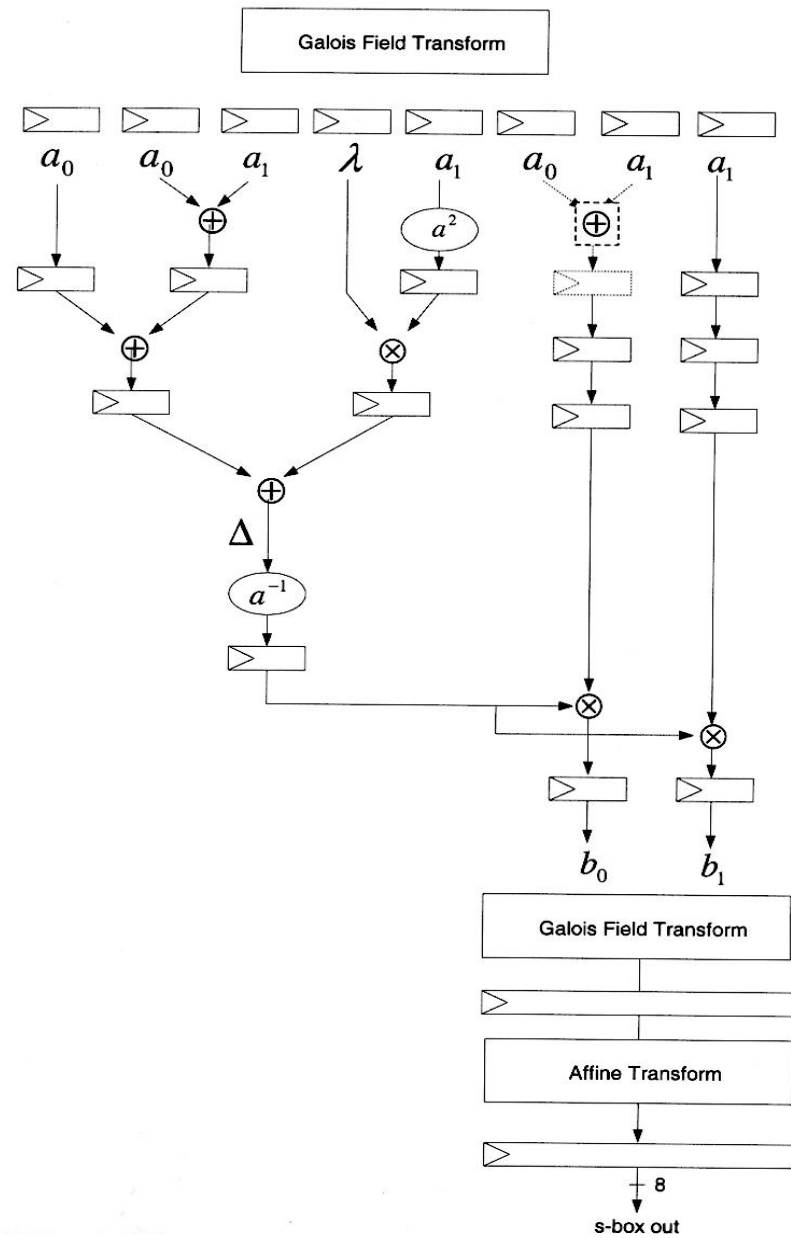 Galois Field Transform
a₀ a₀ a₁ λ a₁ a₀ a₁ a₁
⊕ a² ⊕
⊕ ⊗
⊕
Δ
a⁻¹
⊗
⊗
b₀ b₁
Galois Field Transform
Affine Transform
8
s-box out